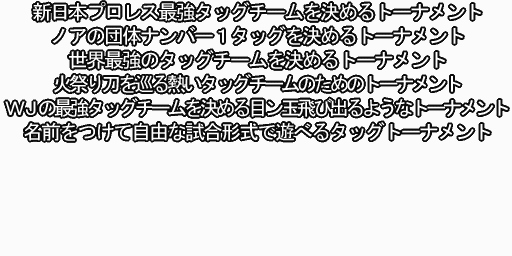 新日本プロレス最強タッグチームを決めるトーナメント
ノアの団体ナンバー１タッグを決めるトーナメント
世界最強のタッグチームを決めるトーナメント
火祭り刀を巡る熱いタッグチームのためのトーナメント
ＷＪの最強タッグチームを決める目ン玉飛び出るようなトーナメント
名前をつけて自由な試合形式で遊べるタッグトーナメント